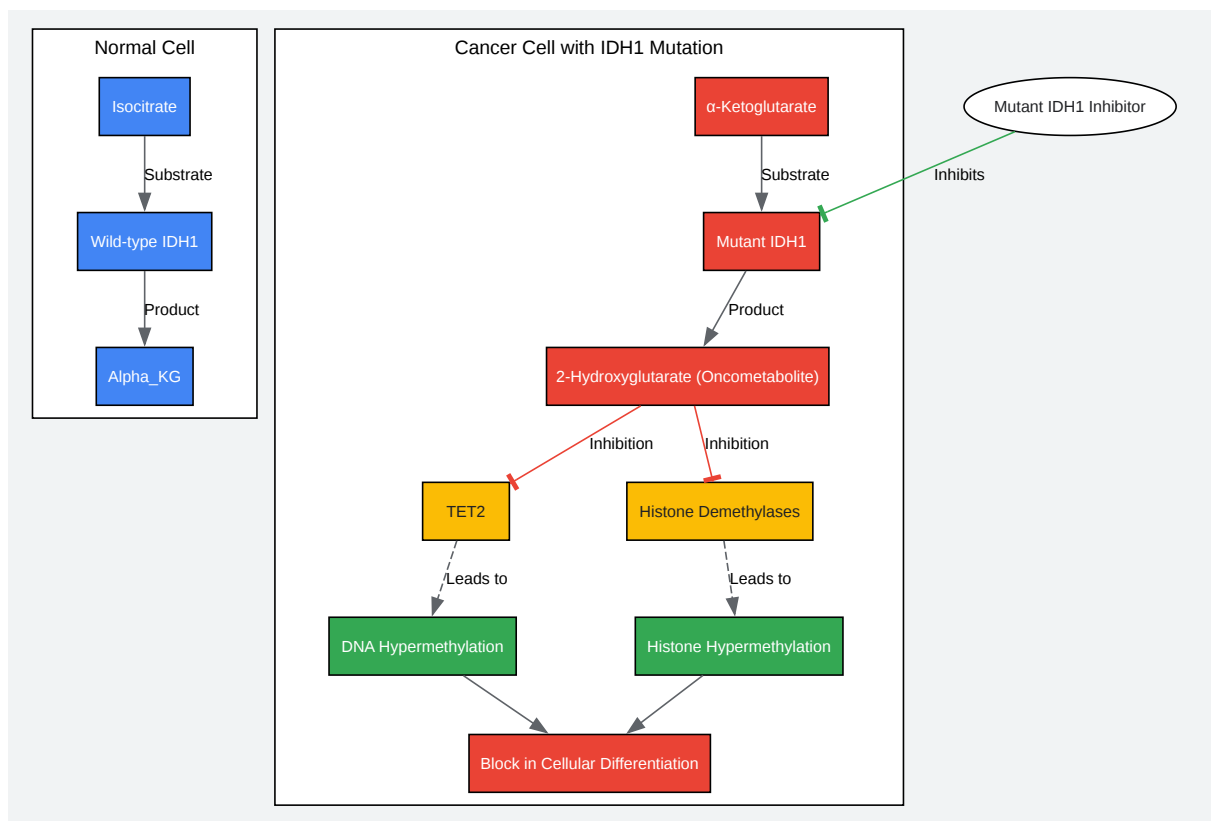 Normal Cell
Isocitrate
Substrate
Wild-type IDH1
Product
Alpha_KG
Cancer Cell with IDH1 Mutation
α-Ketoglutarate
Substrate
Mutant IDH1
Product
2-Hydroxyglutarate (Oncometabolite)
Inhibition
Inhibition
TET2
Histone Demethylases
Leads to
Leads to
DNA Hypermethylation
Histone Hypermethylation
Block in Cellular Differentiation
Mutant IDH1 Inhibitor
Inhibits